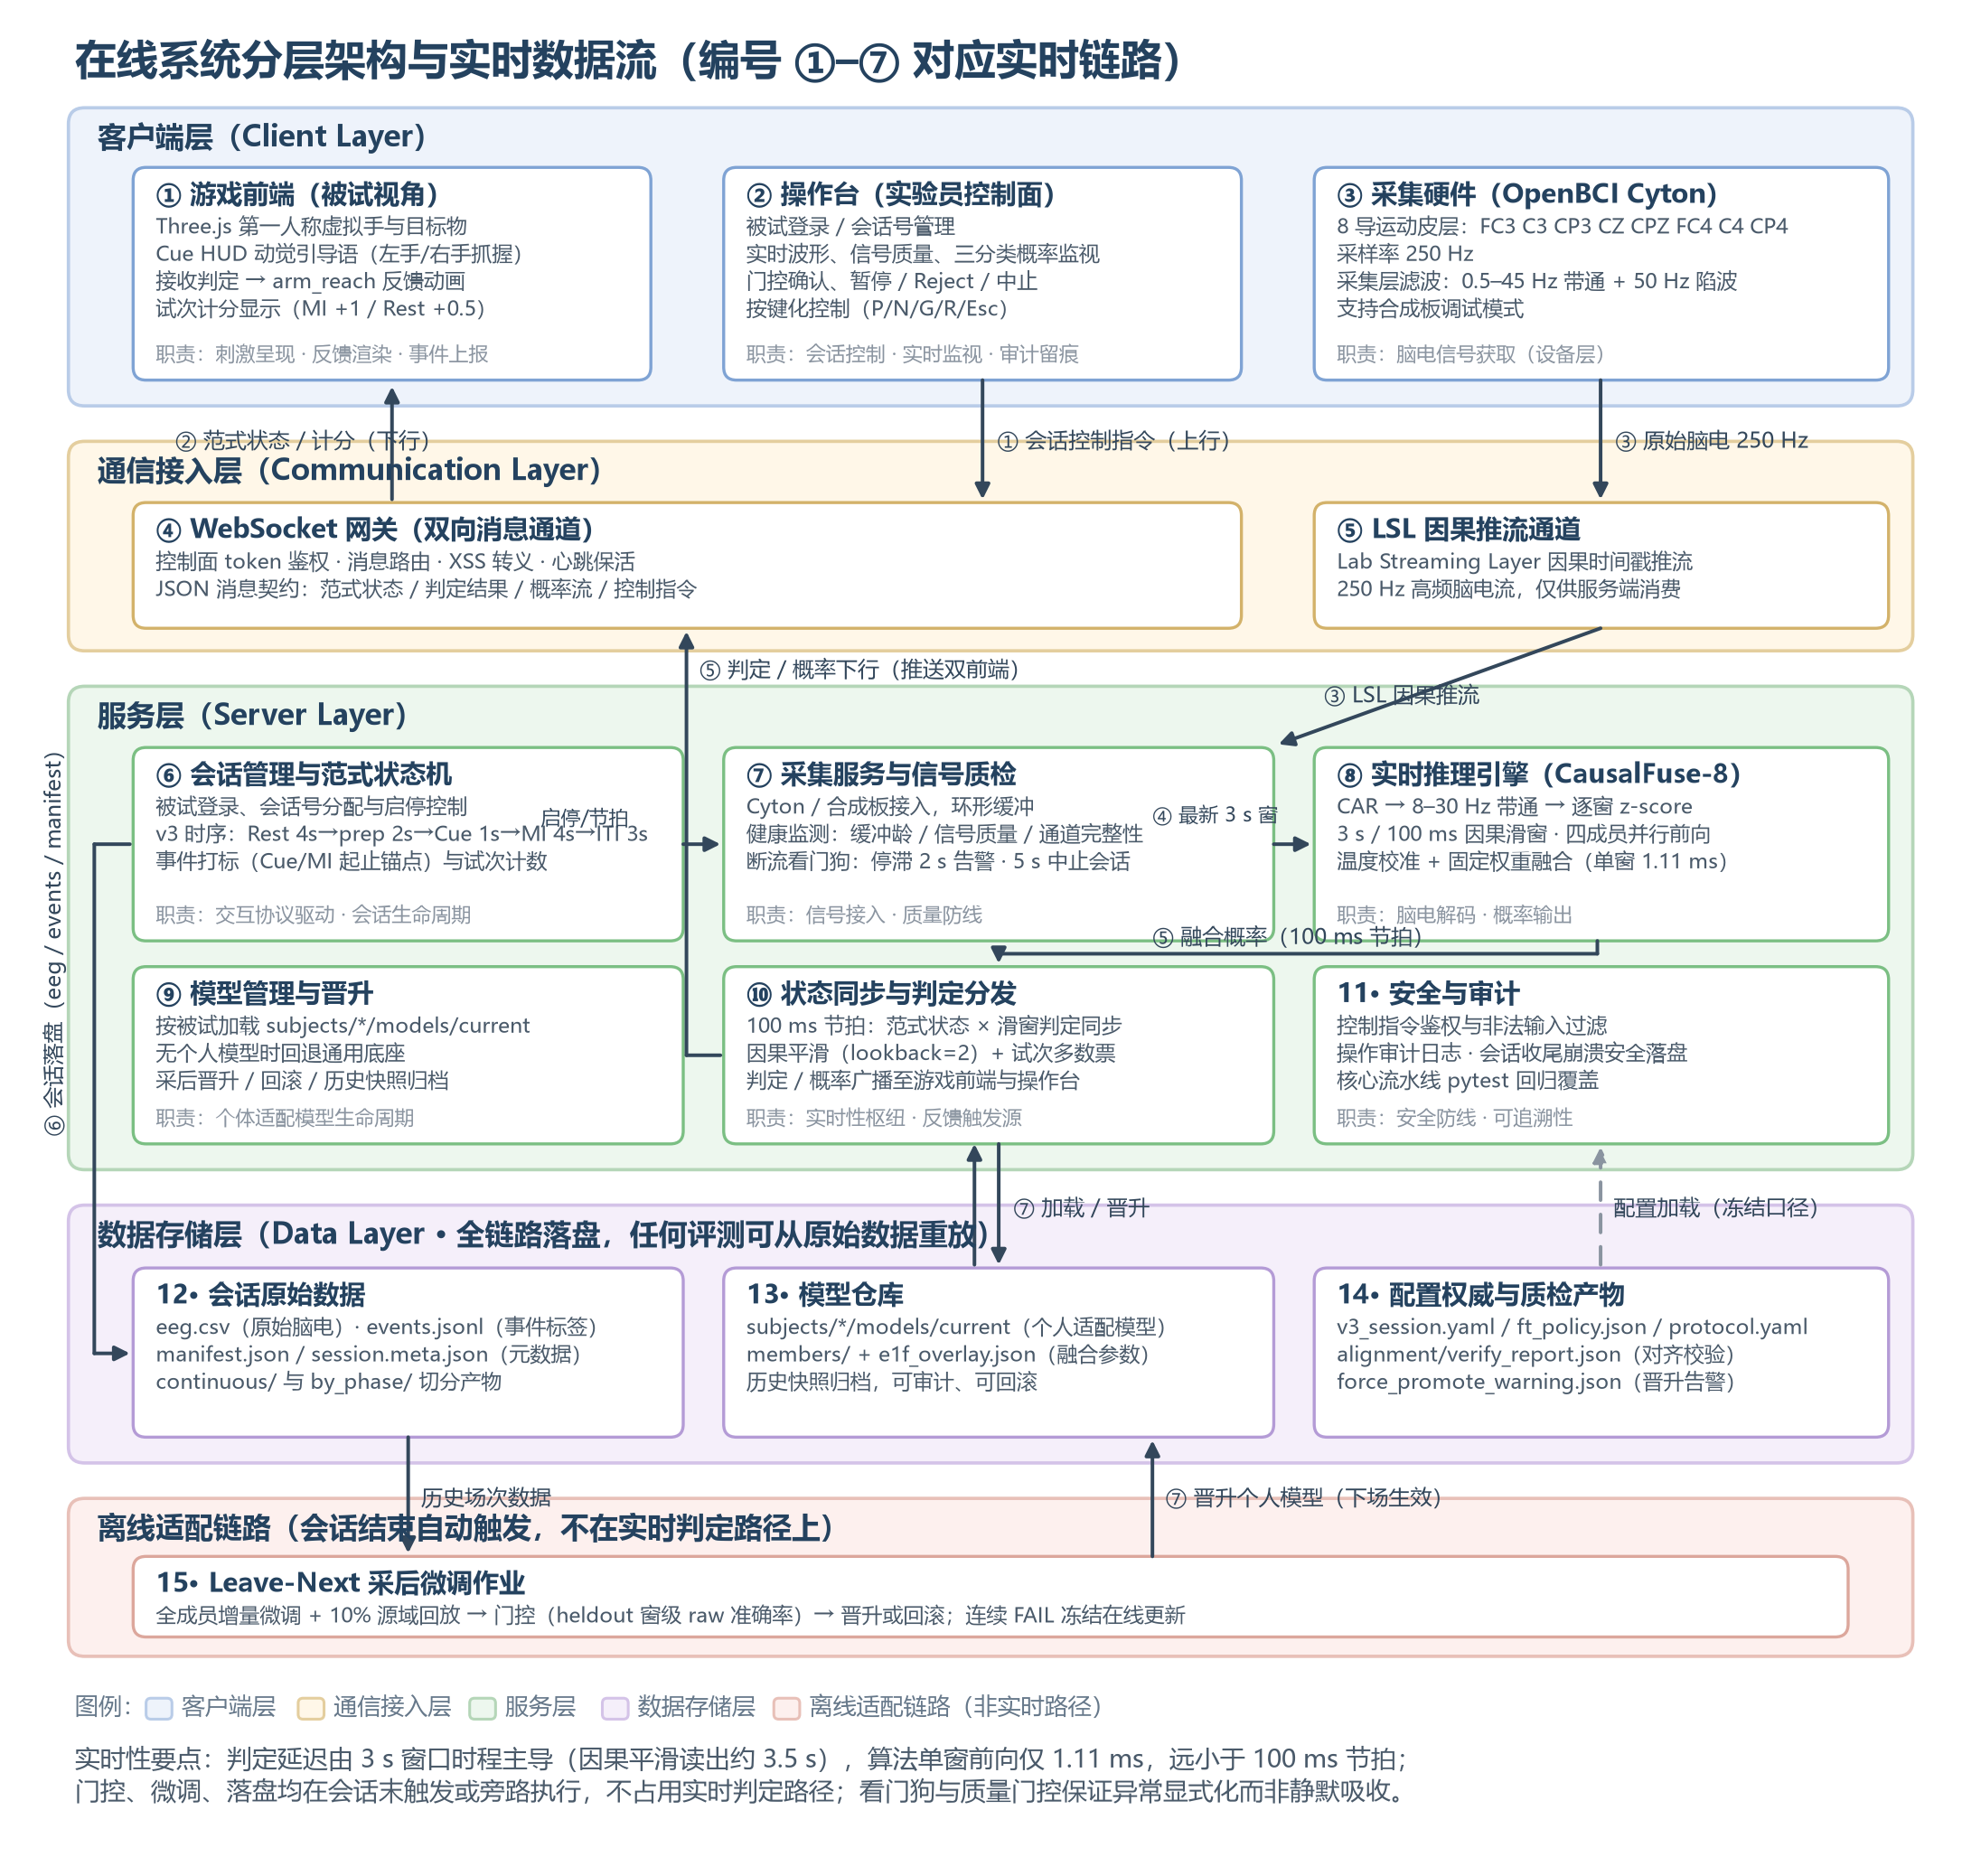 在线系统分层架构与实时数据流（编号 ①–⑦ 对应实时链路）
客户端层（Client Layer）
① 游戏前端（被试视角）
Three.js 第一人称虚拟手与目标物
Cue HUD 动觉引导语（左手/右手抓握）
接收判定 → arm_reach 反馈动画
试次计分显示（MI +1 / Rest +0.5）
职责：刺激呈现 · 反馈渲染 · 事件上报
② 操作台（实验员控制面）
被试登录 / 会话号管理
实时波形、信号质量、三分类概率监视
门控确认、暂停 / Reject / 中止
按键化控制（P/N/G/R/Esc）
职责：会话控制 · 实时监视 · 审计留痕
③ 采集硬件（OpenBCI Cyton）
8 导运动皮层：FC3 C3 CP3 CZ CPZ FC4 C4 CP4
采样率 250 Hz
采集层滤波：0.5–45 Hz 带通 + 50 Hz 陷波
支持合成板调试模式
职责：脑电信号获取（设备层）
② 范式状态 / 计分（下行）
① 会话控制指令（上行）
③ 原始脑电 250 Hz
通信接入层（Communication Layer）
④ WebSocket 网关（双向消息通道）
控制面 token 鉴权 · 消息路由 · XSS 转义 · 心跳保活
JSON 消息契约：范式状态 / 判定结果 / 概率流 / 控制指令
⑤ LSL 因果推流通道
Lab Streaming Layer 因果时间戳推流
250 Hz 高频脑电流，仅供服务端消费
⑤ 判定 / 概率下行（推送双前端）
③ LSL 因果推流
服务层（Server Layer）
⑥ 会话管理与范式状态机
被试登录、会话号分配与启停控制
v3 时序：Rest 4s→prep 2s→Cue 1s→MI 4s→ITI 3s
事件打标（Cue/MI 起止锚点）与试次计数
职责：交互协议驱动 · 会话生命周期
启停/节拍
⑦ 采集服务与信号质检
Cyton / 合成板接入，环形缓冲
健康监测：缓冲龄 / 信号质量 / 通道完整性
断流看门狗：停滞 2 s 告警 · 5 s 中止会话
职责：信号接入 · 质量防线
④ 最新 3 s 窗
⑧ 实时推理引擎（CausalFuse-8）
CAR → 8–30 Hz 带通 → 逐窗 z-score
3 s / 100 ms 因果滑窗 · 四成员并行前向
温度校准 + 固定权重融合（单窗 1.11 ms）
职责：脑电解码 · 概率输出
⑤ 融合概率（100 ms 节拍）
⑥ 会话落盘（eeg / events / manifest）
⑨ 模型管理与晋升
按被试加载 subjects/*/models/current
无个人模型时回退通用底座
采后晋升 / 回滚 / 历史快照归档
职责：个体适配模型生命周期
⑩ 状态同步与判定分发
100 ms 节拍：范式状态 × 滑窗判定同步
因果平滑（lookback=2）+ 试次多数票
判定 / 概率广播至游戏前端与操作台
职责：实时性枢纽 · 反馈触发源
11· 安全与审计
控制指令鉴权与非法输入过滤
操作审计日志 · 会话收尾崩溃安全落盘
核心流水线 pytest 回归覆盖
职责：安全防线 · 可追溯性
⑦ 加载 / 晋升
配置加载（冻结口径）
数据存储层（Data Layer · 全链路落盘，任何评测可从原始数据重放）
12· 会话原始数据
eeg.csv（原始脑电）· events.jsonl（事件标签）
manifest.json / session.meta.json（元数据）
continuous/ 与 by_phase/ 切分产物
13· 模型仓库
subjects/*/models/current（个人适配模型）
members/ + e1f_overlay.json（融合参数）
历史快照归档，可审计、可回滚
14· 配置权威与质检产物
v3_session.yaml / ft_policy.json / protocol.yaml
alignment/verify_report.json（对齐校验）
force_promote_warning.json（晋升告警）
历史场次数据
⑦ 晋升个人模型（下场生效）
离线适配链路（会话结束自动触发，不在实时判定路径上）
15· Leave-Next 采后微调作业
全成员增量微调 + 10% 源域回放 → 门控（heldout 窗级 raw 准确率）→ 晋升或回滚；连续 FAIL 冻结在线更新
图例：
客户端层
通信接入层
服务层
数据存储层
离线适配链路（非实时路径）
实时性要点：判定延迟由 3 s 窗口时程主导（因果平滑读出约 3.5 s），算法单窗前向仅 1.11 ms，远小于 100 ms 节拍；
门控、微调、落盘均在会话末触发或旁路执行，不占用实时判定路径；看门狗与质量门控保证异常显式化而非静默吸收。